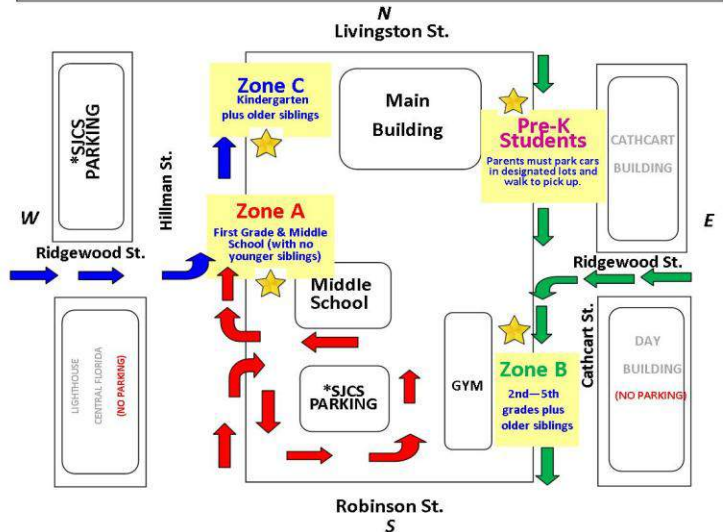 N
Livingston St.
*SJCS
PARKING
Hillman St.
Zone C
Kindergarten
plus older siblings
Main
Building
Pre-K
Students
Parents must park cars
in designated lots and
walk to pick up.
CATHCART
BUILDING
W
E
Ridgewood St.
Zone A
First Grade & Middle
School (with no
younger siblings)
Ridgewood St.
Middle
School
LIGHTHOUSE
CENTRAL FLORIDA
(NO PARKING)
*SJCS
PARKING
GYM
Zone B
2nd—5th
grades plus
older siblings
Cathcart St.
DAY
BUILDING
(NO PARKING)
Robinson St.
S